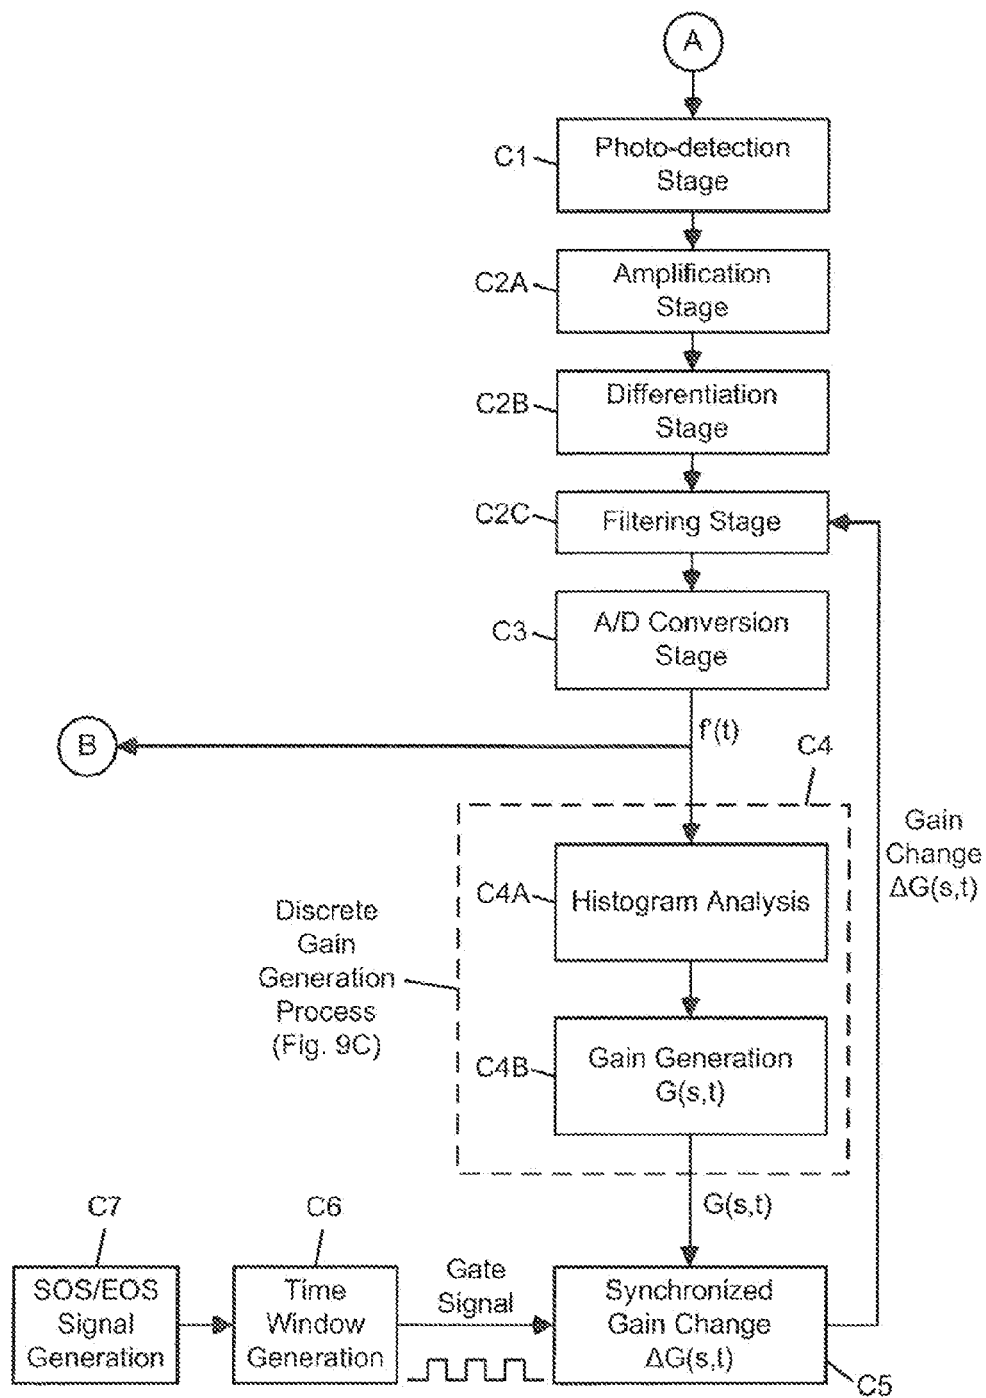 A
C1
Photo-detection
Stage
C2A
Amplification
Stage
C2B
Differentiation
Stage
C2C
Filtering Stage
C3
A/D Conversion
Stage
f'(t)
B
C4
Gain
Change
ΔG(s,t)
C4A
Histogram Analysis
Discrete
Gain
Generation
Process
(Fig. 9C)
C4B
Gain Generation
G(s,t)
G(s,t)
C7
C6
SOS/EOS
Signal
Generation
Time
Window
Generation
Gate
Signal
Synchronized
Gain Change
ΔG(s,t)
C5